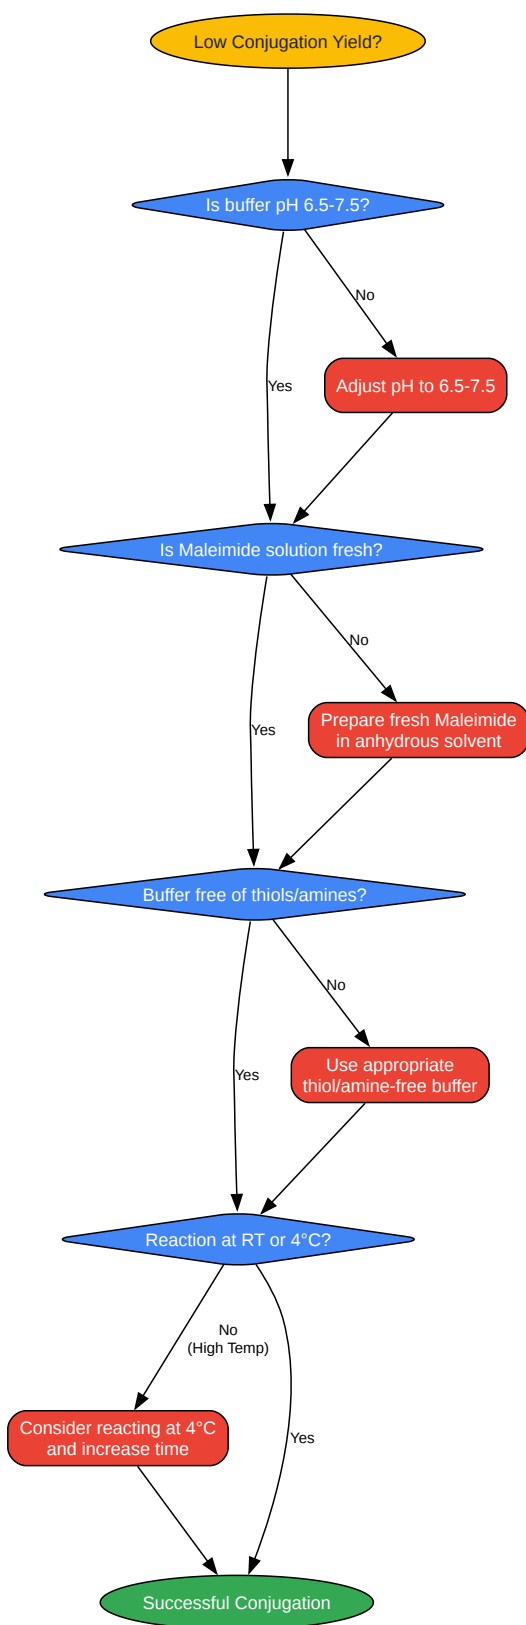 Low Conjugation Yield?
Is buffer pH 6.5-7.5?
No
Yes
Adjust pH to 6.5-7.5
Is Maleimide solution fresh?
No
Prepare fresh Maleimide
in anhydrous solvent
Yes
Buffer free of thiols/amines?
No
Use appropriate
thiol/amine-free buffer
Yes
Reaction at RT or 4°C?
No
(High Temp)
Consider reacting at 4°C
and increase time
Yes
Successful Conjugation